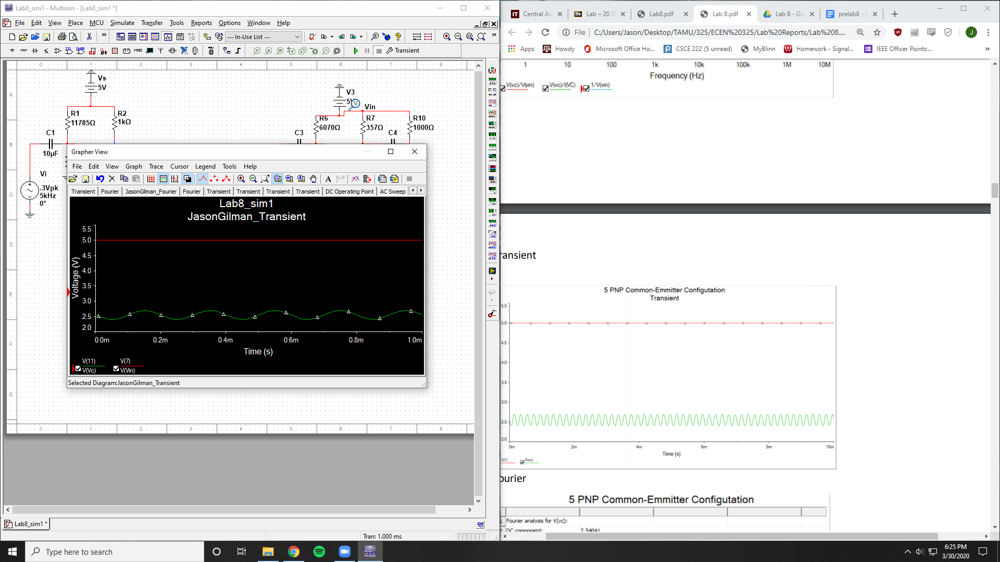 Lab8_sim1 - Multisim - [Lab8_sim1 *]
File Edit View Place MCU Simulate Transfer Tools Reports Options Window Help
--- In-Use List ---
MISC
Transient
0 1 2 3 4 5 6 7 8
A
B
C
D
E
F
G
Vs
5V
R1
11785Ω
R2
1kΩ
C1
10µF
Vi
.3Vpk
5kHz
0°
V3
Vin
R6
6070Ω
R7
357Ω
R10
1000Ω
C3
C4
Grapher View
File Edit View Graph Trace Cursor Legend Tools Help
Transient Fourier JasonGilman_Fourier Fourier Transient Transient Transient Transient DC Operating Point AC Sweep
Lab8_sim1
JasonGilman_Transient
Voltage (V)
5.5
5.0
4.5
4.0
3.5
3.0
2.5
2.0
0.0m 0.2m 0.4m 0.6m 0.8m 1.0m
Time (s)
V(11) V(7)
V(Vc) V(Vin)
Selected Diagram:JasonGilman_Transient
0 1 2 3 4 5 6 7 8
Lab8_sim1 *
Tran: 1.000 ms
Central Au
Lab – 20 S
Lab8.pdf
Lab 8.pdf
Lab 8 - Go
prelab8 - G
File C:/Users/Jason/Desktop/TAMU/325/ECEN%20325/Lab%20Reports/Lab%208....
J
Apps Howdy Microsoft Office Ho... CSCE 222 (5 unread) MyBlinn Homework - Signal... IEEE Officer Points:... »
1 10 100 1k 10k 100k 1M 10M
Frequency (Hz)
V(vc)/V(vin) V(vc)/I(VC) 1/V(vin)
ransient
5 PNP Common-Emmitter Configutation
Transient
5.5
5.0
4.5
4.0
3.5
3.0
2.5
2.0
0m 2m 4m 6m 8m 10m
Time (s)
V(1) V(vc)
ourier
5 PNP Common-Emmitter Configutation
1 Fourier analysis for V(vc):
2 DC component: 2.54041
Type here to search
6:25 PM
3/30/2020